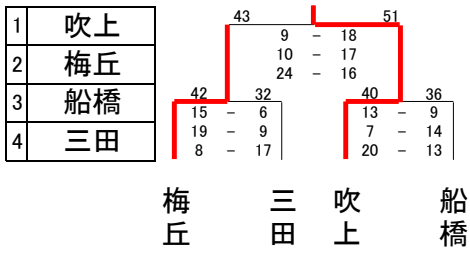 1 吹上
2 梅丘
3 船橋
4 三田
43 51
9 – 18
10 – 17
24 – 16
42 32 40 36
15 – 6 13 – 9
19 – 9 7 – 14
8 – 17 20 – 13
梅丘 三田 吹上 船橋